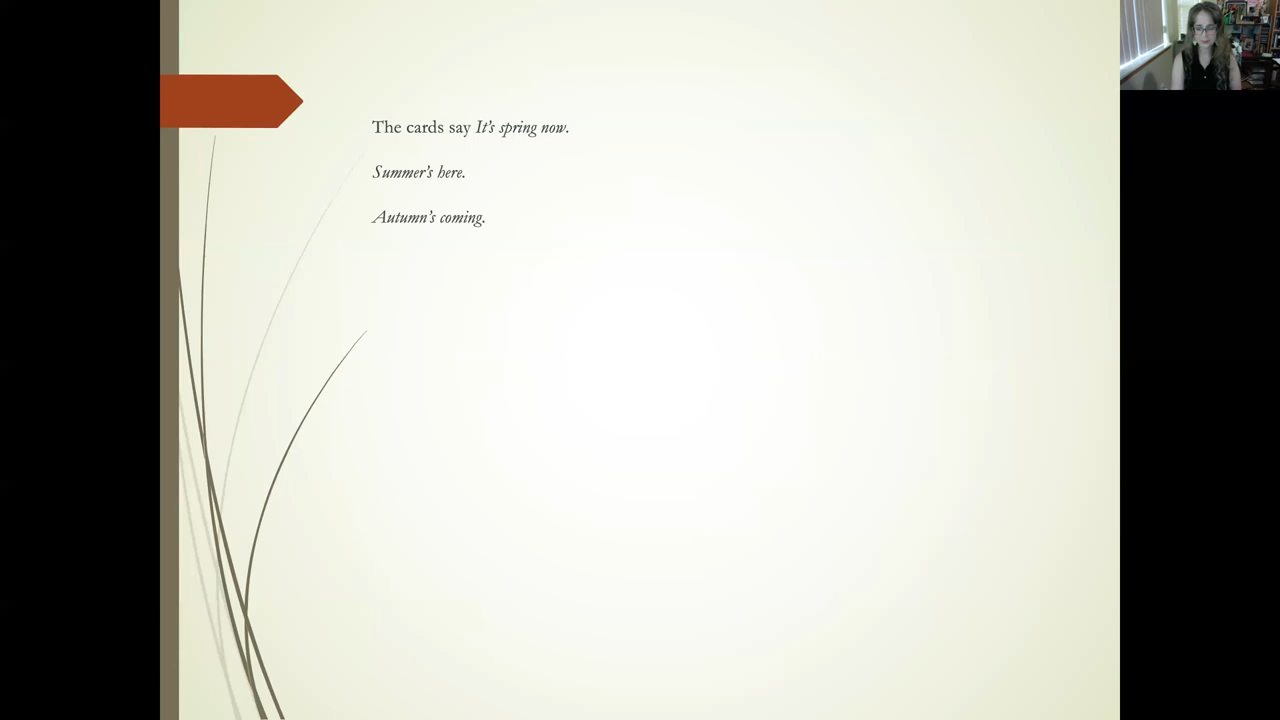 The cards say It’s spring now.
Summer’s here.
Autumn’s coming.